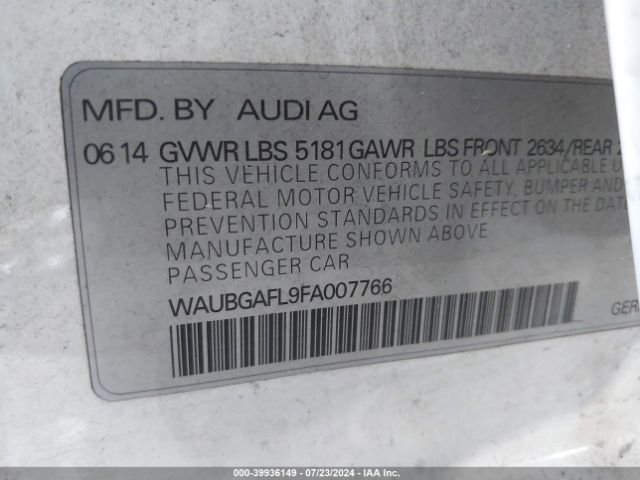 MFD. BY AUDI AG
06 14 GVWR LBS 5181 GAWR LBS FRONT 2634/REAR
THIS VEHICLE CONFORMS TO ALL APPLICABLE
FEDERAL MOTOR VEHICLE SAFETY, BUMPER AND
PREVENTION STANDARDS IN EFFECT ON THE DATE
MANUFACTURE SHOWN ABOVE
PASSENGER CAR
WAUBGAFL9FA007766
GER
000-39936149 - 07/23/2024 - IAA Inc.